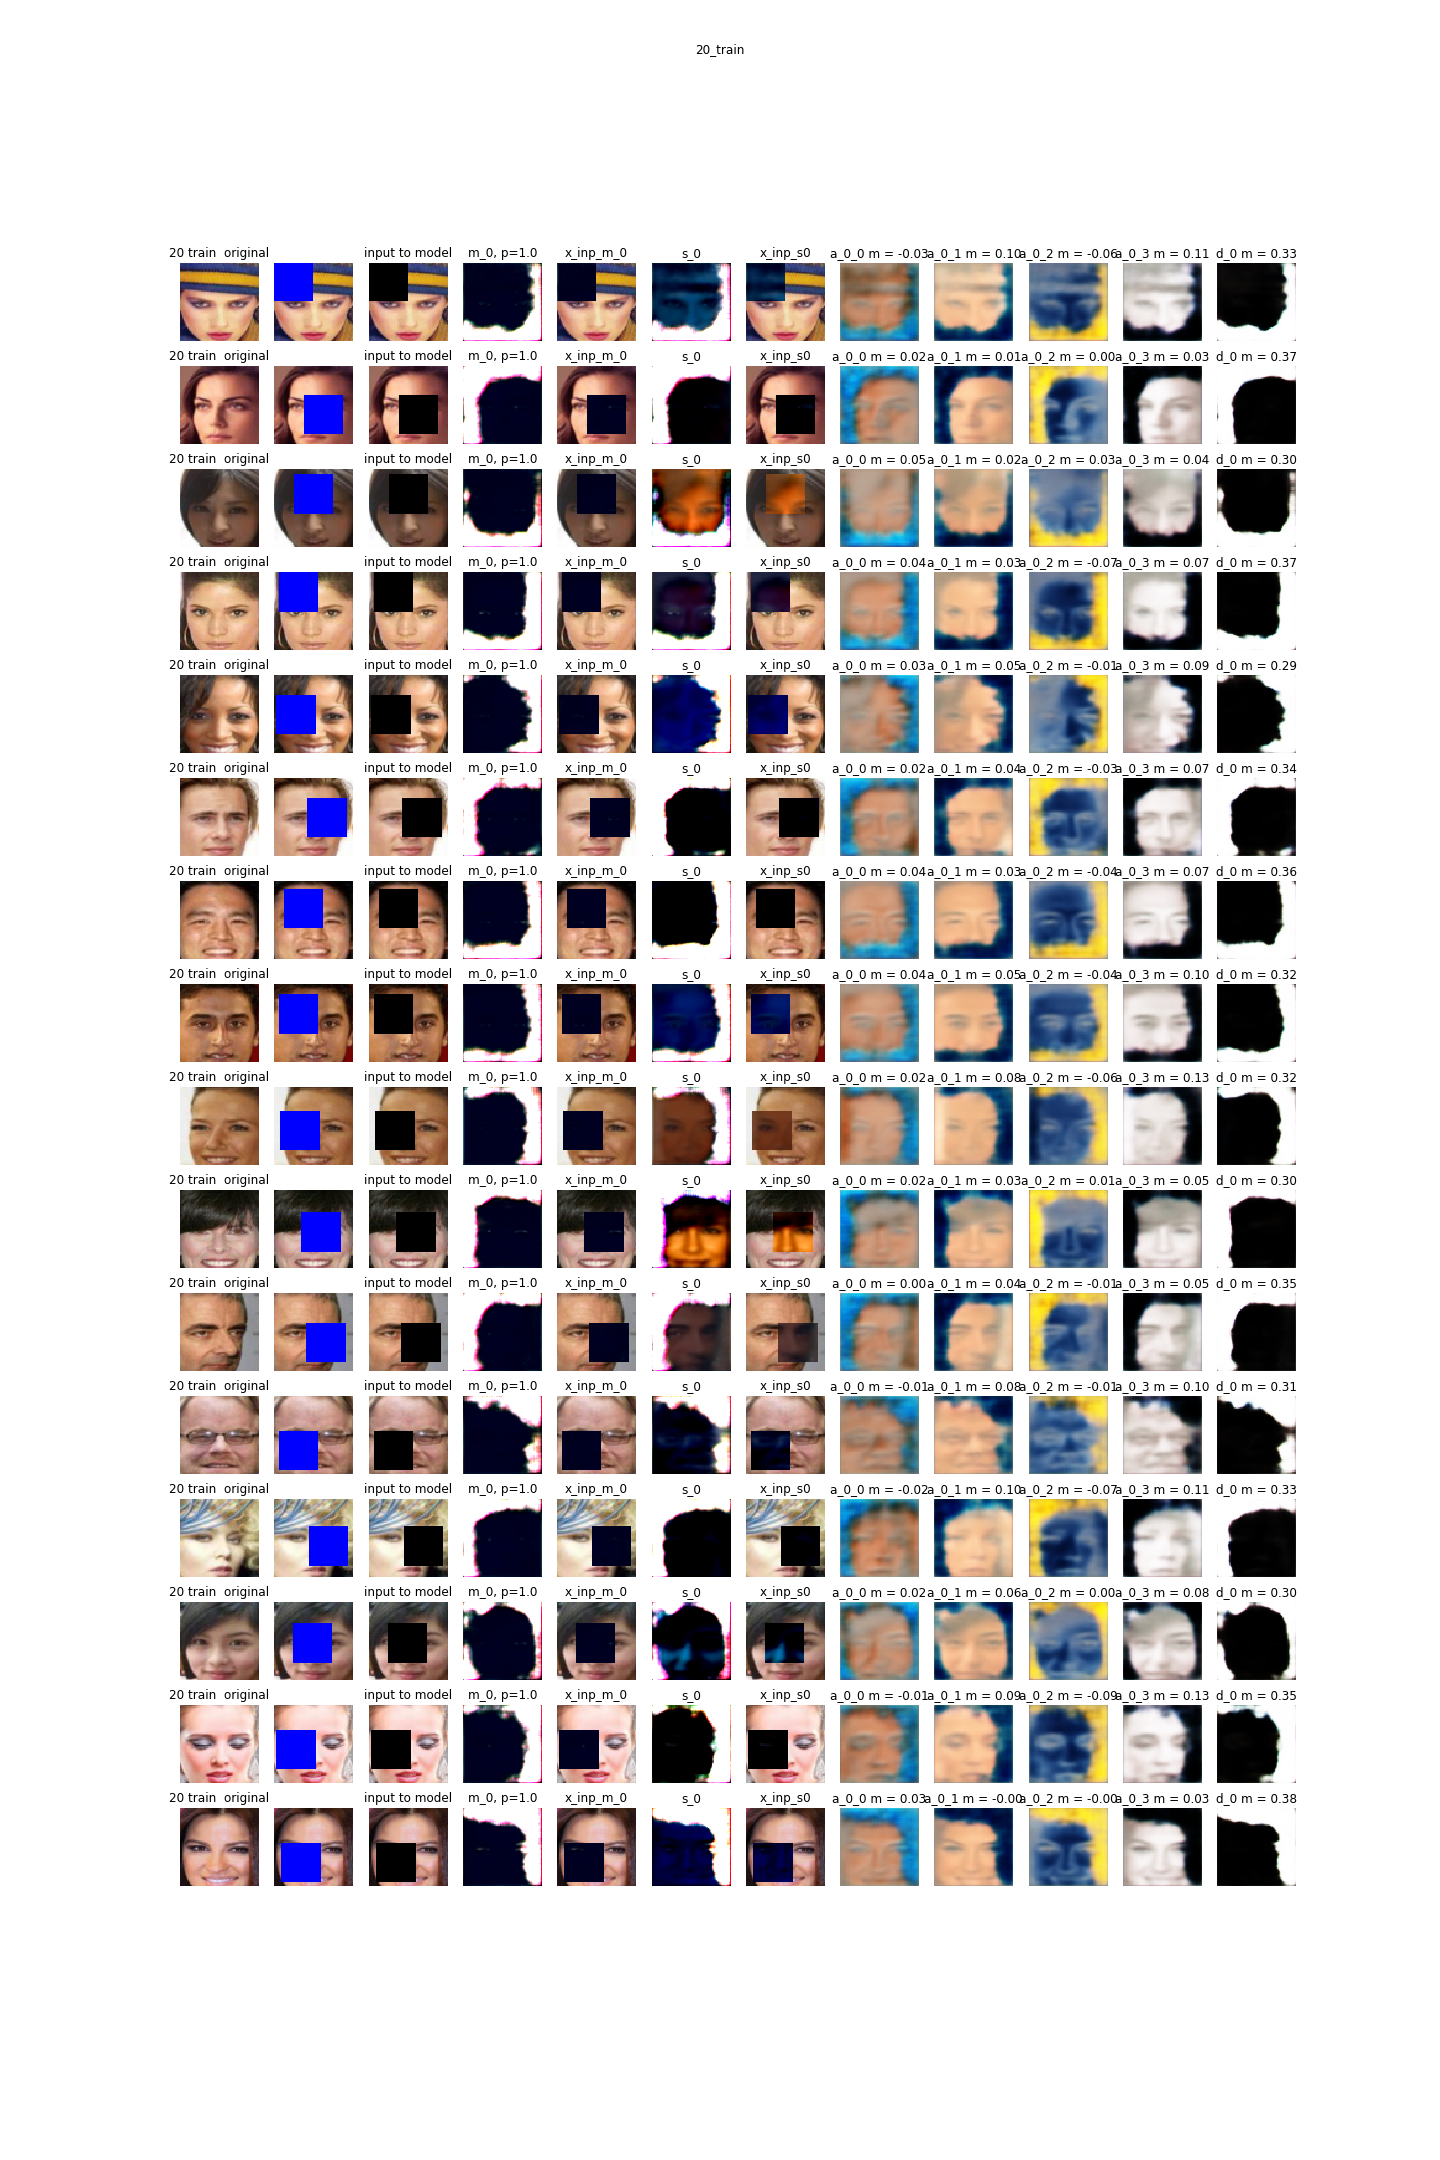 20_train
20 train original input to model m_0, p=1.0 x_inp_m_0 s_0 x_inp_s0 a_0_0 m = -0.03 a_0_1 m = 0.10 a_0_2 m = -0.06 a_0_3 m = 0.11 d_0 m = 0.33
20 train original input to model m_0, p=1.0 x_inp_m_0 s_0 x_inp_s0 a_0_0 m = 0.02 a_0_1 m = 0.01 a_0_2 m = 0.00 a_0_3 m = 0.03 d_0 m = 0.37
20 train original input to model m_0, p=1.0 x_inp_m_0 s_0 x_inp_s0 a_0_0 m = 0.05 a_0_1 m = 0.02 a_0_2 m = 0.03 a_0_3 m = 0.04 d_0 m = 0.30
20 train original input to model m_0, p=1.0 x_inp_m_0 s_0 x_inp_s0 a_0_0 m = 0.04 a_0_1 m = 0.03 a_0_2 m = -0.07 a_0_3 m = 0.07 d_0 m = 0.37
20 train original input to model m_0, p=1.0 x_inp_m_0 s_0 x_inp_s0 a_0_0 m = 0.03 a_0_1 m = 0.05 a_0_2 m = -0.01 a_0_3 m = 0.09 d_0 m = 0.29
20 train original input to model m_0, p=1.0 x_inp_m_0 s_0 x_inp_s0 a_0_0 m = 0.02 a_0_1 m = 0.04 a_0_2 m = -0.03 a_0_3 m = 0.07 d_0 m = 0.34
20 train original input to model m_0, p=1.0 x_inp_m_0 s_0 x_inp_s0 a_0_0 m = 0.04 a_0_1 m = 0.03 a_0_2 m = -0.04 a_0_3 m = 0.07 d_0 m = 0.36
20 train original input to model m_0, p=1.0 x_inp_m_0 s_0 x_inp_s0 a_0_0 m = 0.04 a_0_1 m = 0.05 a_0_2 m = -0.04 a_0_3 m = 0.10 d_0 m = 0.32
20 train original input to model m_0, p=1.0 x_inp_m_0 s_0 x_inp_s0 a_0_0 m = 0.02 a_0_1 m = 0.08 a_0_2 m = -0.06 a_0_3 m = 0.13 d_0 m = 0.32
20 train original input to model m_0, p=1.0 x_inp_m_0 s_0 x_inp_s0 a_0_0 m = 0.02 a_0_1 m = 0.03 a_0_2 m = 0.01 a_0_3 m = 0.05 d_0 m = 0.30
20 train original input to model m_0, p=1.0 x_inp_m_0 s_0 x_inp_s0 a_0_0 m = 0.00 a_0_1 m = 0.04 a_0_2 m = -0.01 a_0_3 m = 0.05 d_0 m = 0.35
20 train original input to model m_0, p=1.0 x_inp_m_0 s_0 x_inp_s0 a_0_0 m = -0.01 a_0_1 m = 0.08 a_0_2 m = -0.01 a_0_3 m = 0.10 d_0 m = 0.31
20 train original input to model m_0, p=1.0 x_inp_m_0 s_0 x_inp_s0 a_0_0 m = -0.02 a_0_1 m = 0.10 a_0_2 m = -0.07 a_0_3 m = 0.11 d_0 m = 0.33
20 train original input to model m_0, p=1.0 x_inp_m_0 s_0 x_inp_s0 a_0_0 m = 0.02 a_0_1 m = 0.06 a_0_2 m = 0.00 a_0_3 m = 0.08 d_0 m = 0.30
20 train original input to model m_0, p=1.0 x_inp_m_0 s_0 x_inp_s0 a_0_0 m = -0.01 a_0_1 m = 0.09 a_0_2 m = -0.09 a_0_3 m = 0.13 d_0 m = 0.35
20 train original input to model m_0, p=1.0 x_inp_m_0 s_0 x_inp_s0 a_0_0 m = 0.03 a_0_1 m = -0.00 a_0_2 m = -0.00 a_0_3 m = 0.03 d_0 m = 0.38